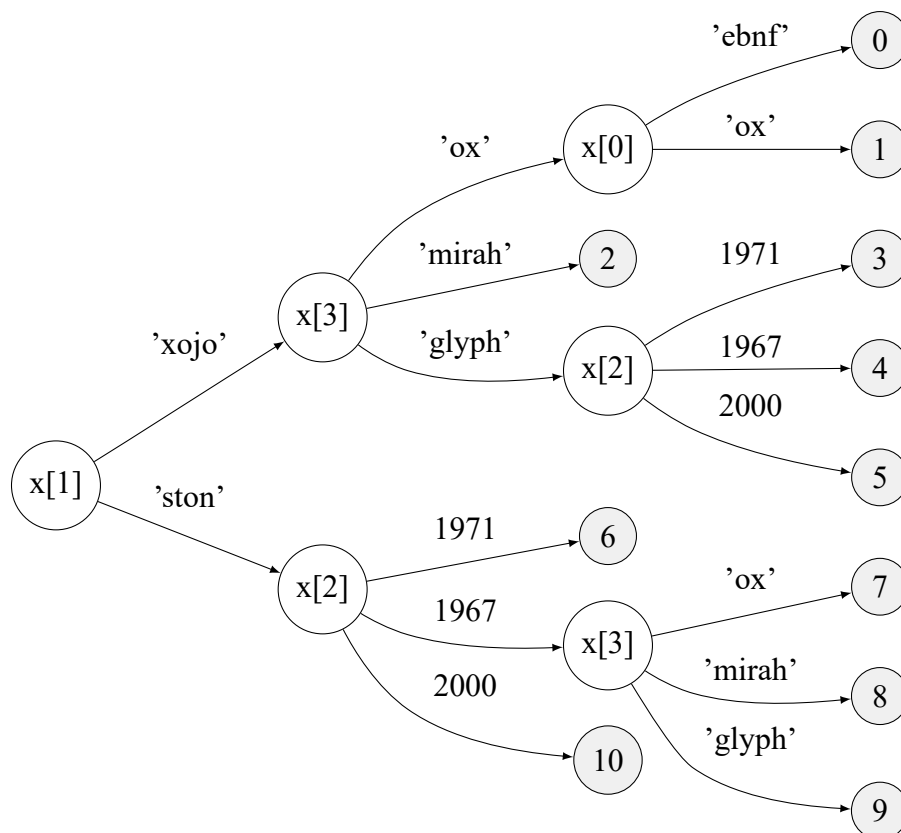 ’ebnf’
0
’ox’
x[0]
’ox’
1
’mirah’
2
1971
3
x[3]
’xojo’
’glyph’
x[2]
1967
4
2000
5
x[1]
’ston’
1971
6
x[2]
1967
’ox’
7
x[3]
’mirah’
8
2000
’glyph’
10
9